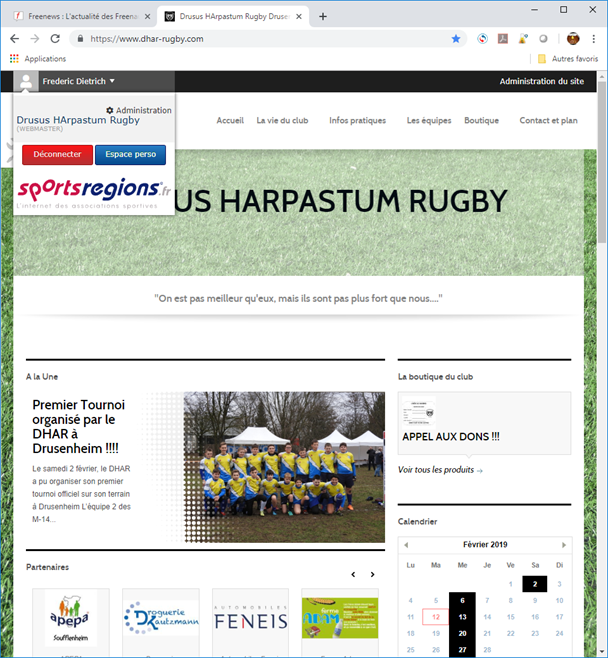 Freenews : L'actualité des Freena
Drusus HArpastum Rugby Druse
https://www.dhar-rugby.com
Applications
Autres favoris
Frederic Dietrich
Administration du site
Administration
Drusus HArpastum Rugby
(WEBMASTER)
Déconnecter
Espace perso
sportsregions.fr
L'internet des associations sportives
Accueil
La vie du club
Infos pratiques
Les équipes
Boutique
Contact et plan
US HARPASTUM RUGBY
"On est pas meilleur qu'eux, mais ils sont pas plus fort que nous...."
A la Une
Premier Tournoi
organisé par le
DHAR à
Drusenheim !!!!
Le samedi 2 février, le DHAR
a pu organiser son premier
tournoi officiel sur son terrain
à Drusenheim L'équipe 2 des
M-14...
La boutique du club
APPEL AUX DONS !!!
Voir tous les produits
Calendrier
Février 2019
Lu Ma Me Je Ve Sa Di
1 2 3
4 5 6 7 8 9 10
11 12 13 14 15 16 17
18 19 20 21 22 23 24
25 26 27 28
Partenaires
apepa
Soufflenheim
Droguerie
Kautzmann
AUTOMOBILES
FENEIS
Ferme
ADAM